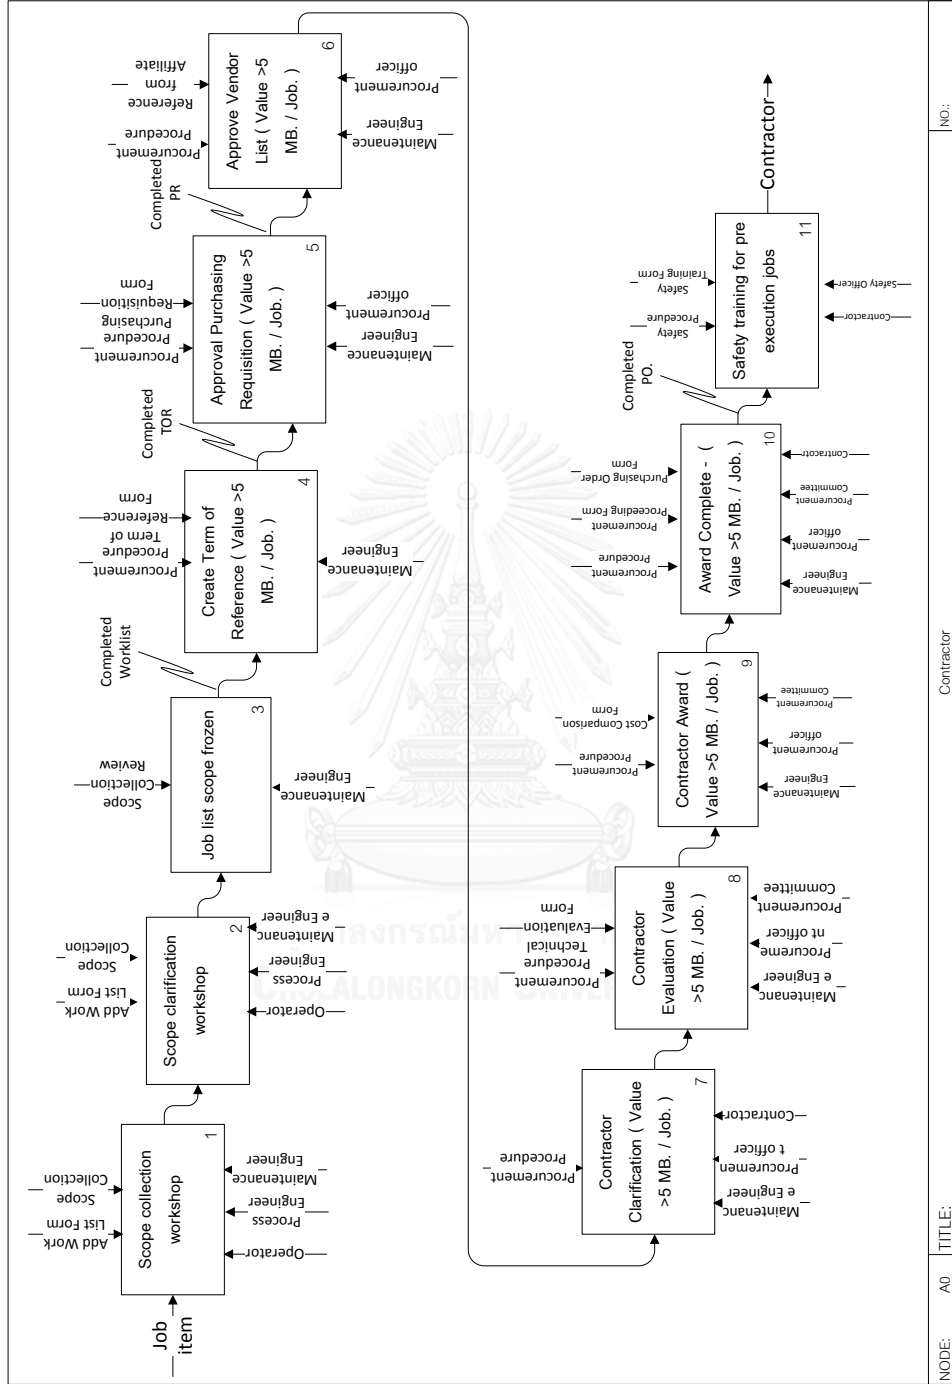 Job
item
Add Work
List Form
Scope
Collection
Scope collection
workshop
1
Operator
Process
Engineer
Maintenance
Engineer
Add Work
List Form
Scope
Collection
Scope clarification
workshop
2
Operator
Process
Engineer
Maintenanc
e Engineer
Scope
Collection
Review
Job list scope frozen
3
Maintenance
Engineer
Completed
Worklist
Procurement
Procedure
Term of
Reference
Form
Create Term of
Reference ( Value >5
MB. / Job. )
4
Maintenance
Engineer
Completed
TOR
Procurement
Procedure
Purchasing
Requisition
Form
Approval Purchasing
Requisition ( Value >5
MB. / Job. )
5
Maintenance
Engineer
Procurement
officer
Completed
PR
Procurement
Procedure
Reference
from
Affiliate
Approve Vendor
List ( Value >5
MB. / Job. )
6
Maintenance
Engineer
Procurement
officer
Procurement
Procedure
Contractor
Clarification ( Value
>5 MB. / Job. )
7
Maintenanc
e Engineer
Procuremen
t officer
Contractor
Procurement
Procedure
Technical
Evaluation
Form
Contractor
Evaluation ( Value
>5 MB. / Job. )
8
Maintenanc
e Engineer
Procureme
nt officer
Procurement
Committee
Procurement
Procedure
Cost Comparison
Form
Contractor Award (
Value >5 MB. / Job. )
9
Maintenance
Engineer
Procurement
officer
Procurement
Committee
Procurement
Procedure
Procurement
Proceeding Form
Purchasing Order
Form
Award Complete - (
Value >5 MB. / Job. )
10
Maintenance
Engineer
Procurement
officer
Procurement
Committee
Contracotr
Completed
PO.
Safety
Procedure
Safety
Training Form
Safety training for pre
execution jobs
11
Contractor
Safety Officer
Contractor
NODE: A0
TITLE: Contractor
NO.: